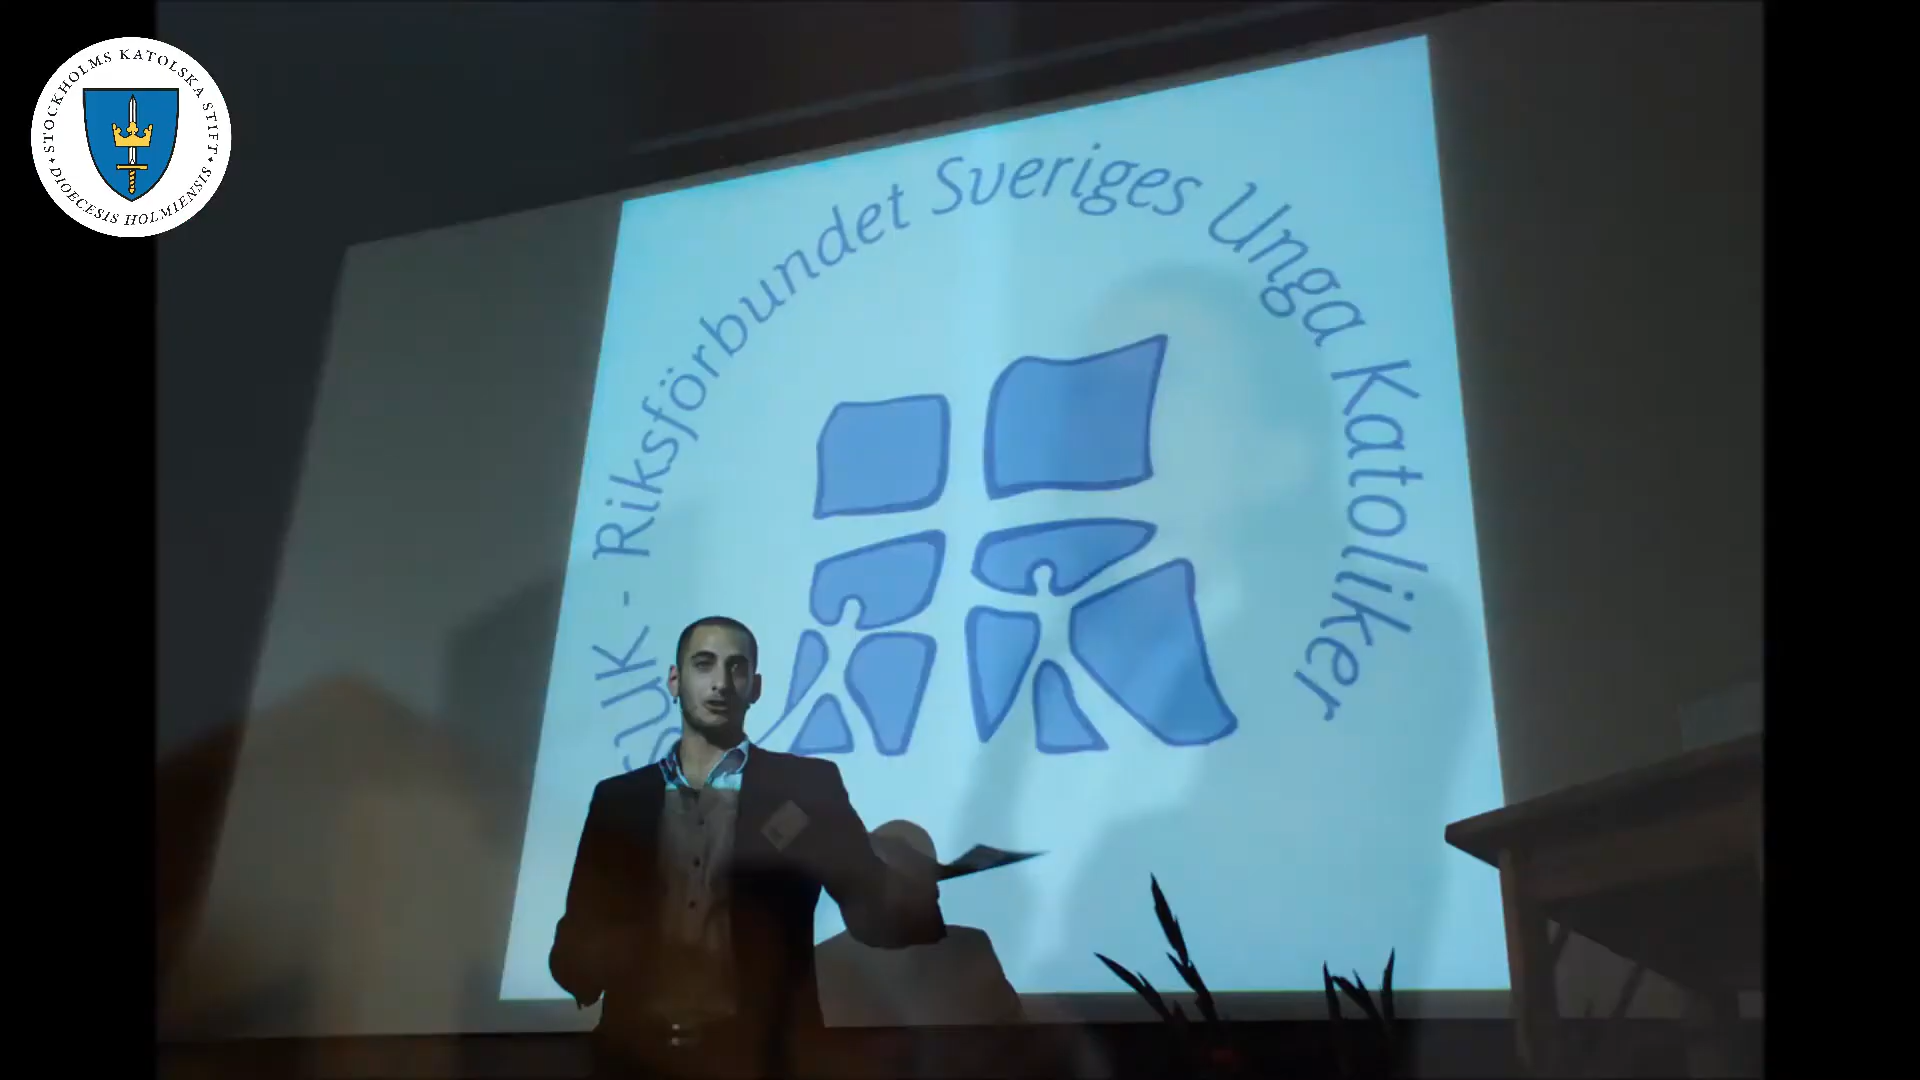 STOCKHOLMS KATOLSKA STIFT
DIOECESIS HOLMIENSIS
SUK - Riksförbundet Sveriges Unga Katoliker